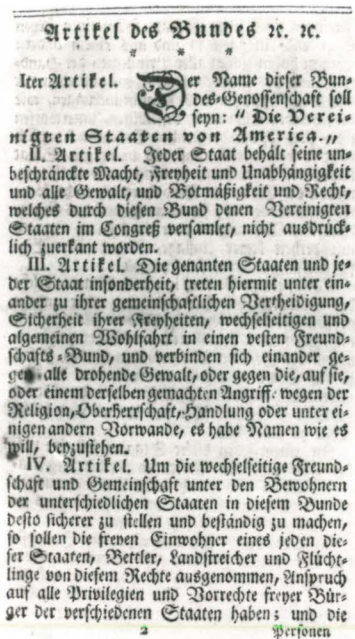 Artikel des Bundes ꝛc. ꝛc.
* * *
Iter Artikel. Der Name dieser Bun-
des-Genossenschaft soll
seyn: “ Die Verei-
nigten Staaten von America.„
II. Artikel. Jeder Staat behält seine un-
beschränckte Macht, Freyheit und Unabhängigkeit
und alle Gewalt, und Botmäßigkeit und Recht,
welches durch diesen Bund denen Vereinigten
Staaten im Congreß versamlet, nicht ausdrück-
lich zuerkant worden.
III. Artikel. Die genanten Staaten und je-
der Staat insonderheit, treten hiermit unter ein-
ander zu ihrer gemeinschaftlichen Vertheidigung,
Sicherheit ihrer Freyheiten, wechselseitigen und
algemeinen Wohlfahrt in einen vesten Freund-
schafts-Bund, und verbinden sich einander ge-
gen alle drohende Gewalt, oder gegen die, auf sie,
oder einem derselben gemachten Angriff wegen der
Religion, Oberherrschaft, Handlung oder unter ei-
nigen andern Vorwande, es habe Namen wie es
will, beyzustehen.
IV. Artikel. Um die wechselseitige Freund-
schaft und Gemeinschaft unter den Bewohnern
der unterschiedlichen Staaten in diesem Bunde
desto sicherer zu stellen und beständig zu machen,
so sollen die freyen Einwohner eines jeden die-
ser Staaten, Bettler, Landstreicher und Flücht-
linge von diesem Rechte ausgenommen, Anspruch
auf alle Privilegien und Vorrechte freyer Bür-
ger der verschiedenen Staaten haben; und die
2 Personen